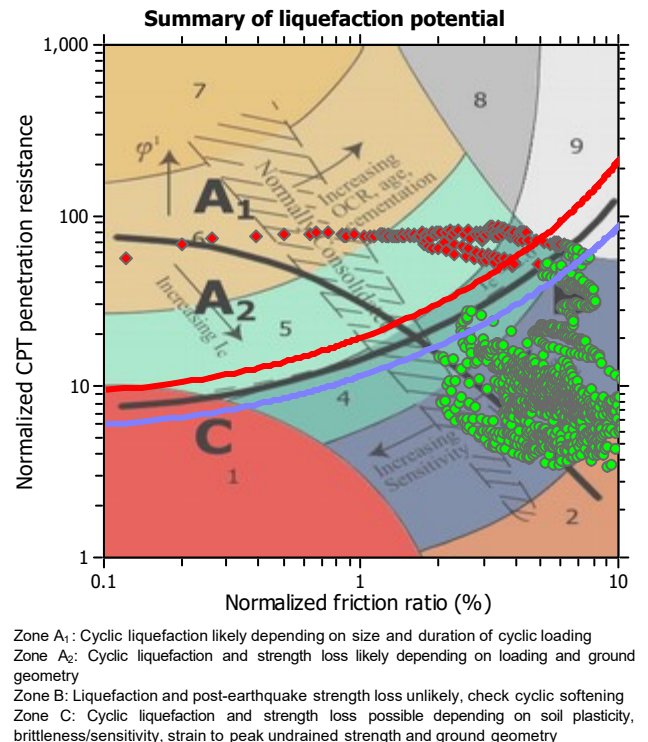 Summary of liquefaction potential
1,000
7
8
9
φ'
Increasing
OCR, age,
cementation
Normally
Consolidated
A1
100
6
A2
Increasing Ic
5
10
4
C
Increasing
Sensitivity
1
2
1
0.1
1
10
Normalized CPT penetration resistance
Normalized friction ratio (%)
Zone A1: Cyclic liquefaction likely depending on size and duration of cyclic loading
Zone A2: Cyclic liquefaction and strength loss likely depending on loading and ground
geometry
Zone B: Liquefaction and post-earthquake strength loss unlikely, check cyclic softening
Zone C: Cyclic liquefaction and strength loss possible depending on soil plasticity,
brittleness/sensitivity, strain to peak undrained strength and ground geometry